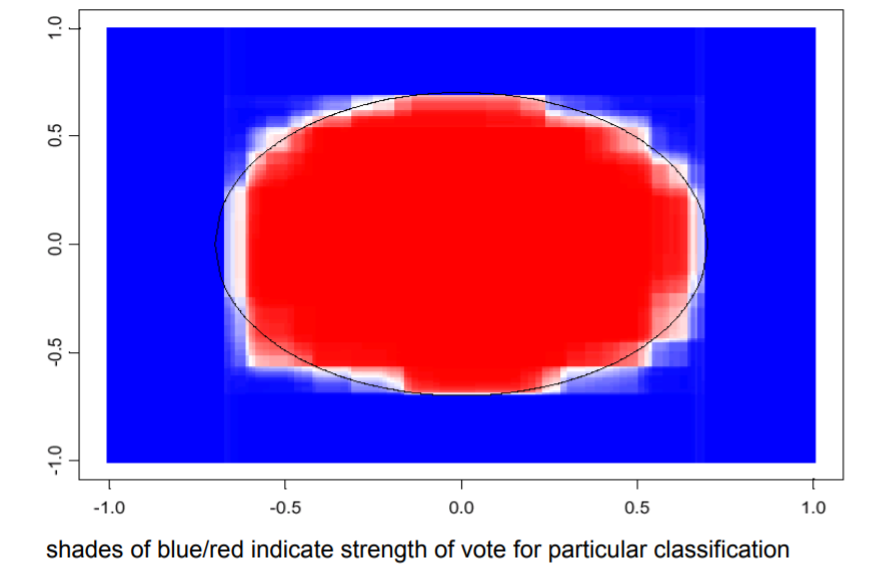 1.0
0.5
0.0
-0.5
-1.0
-1.0 -0.5 0.0 0.5 1.0
shades of blue/red indicate strength of vote for particular classification